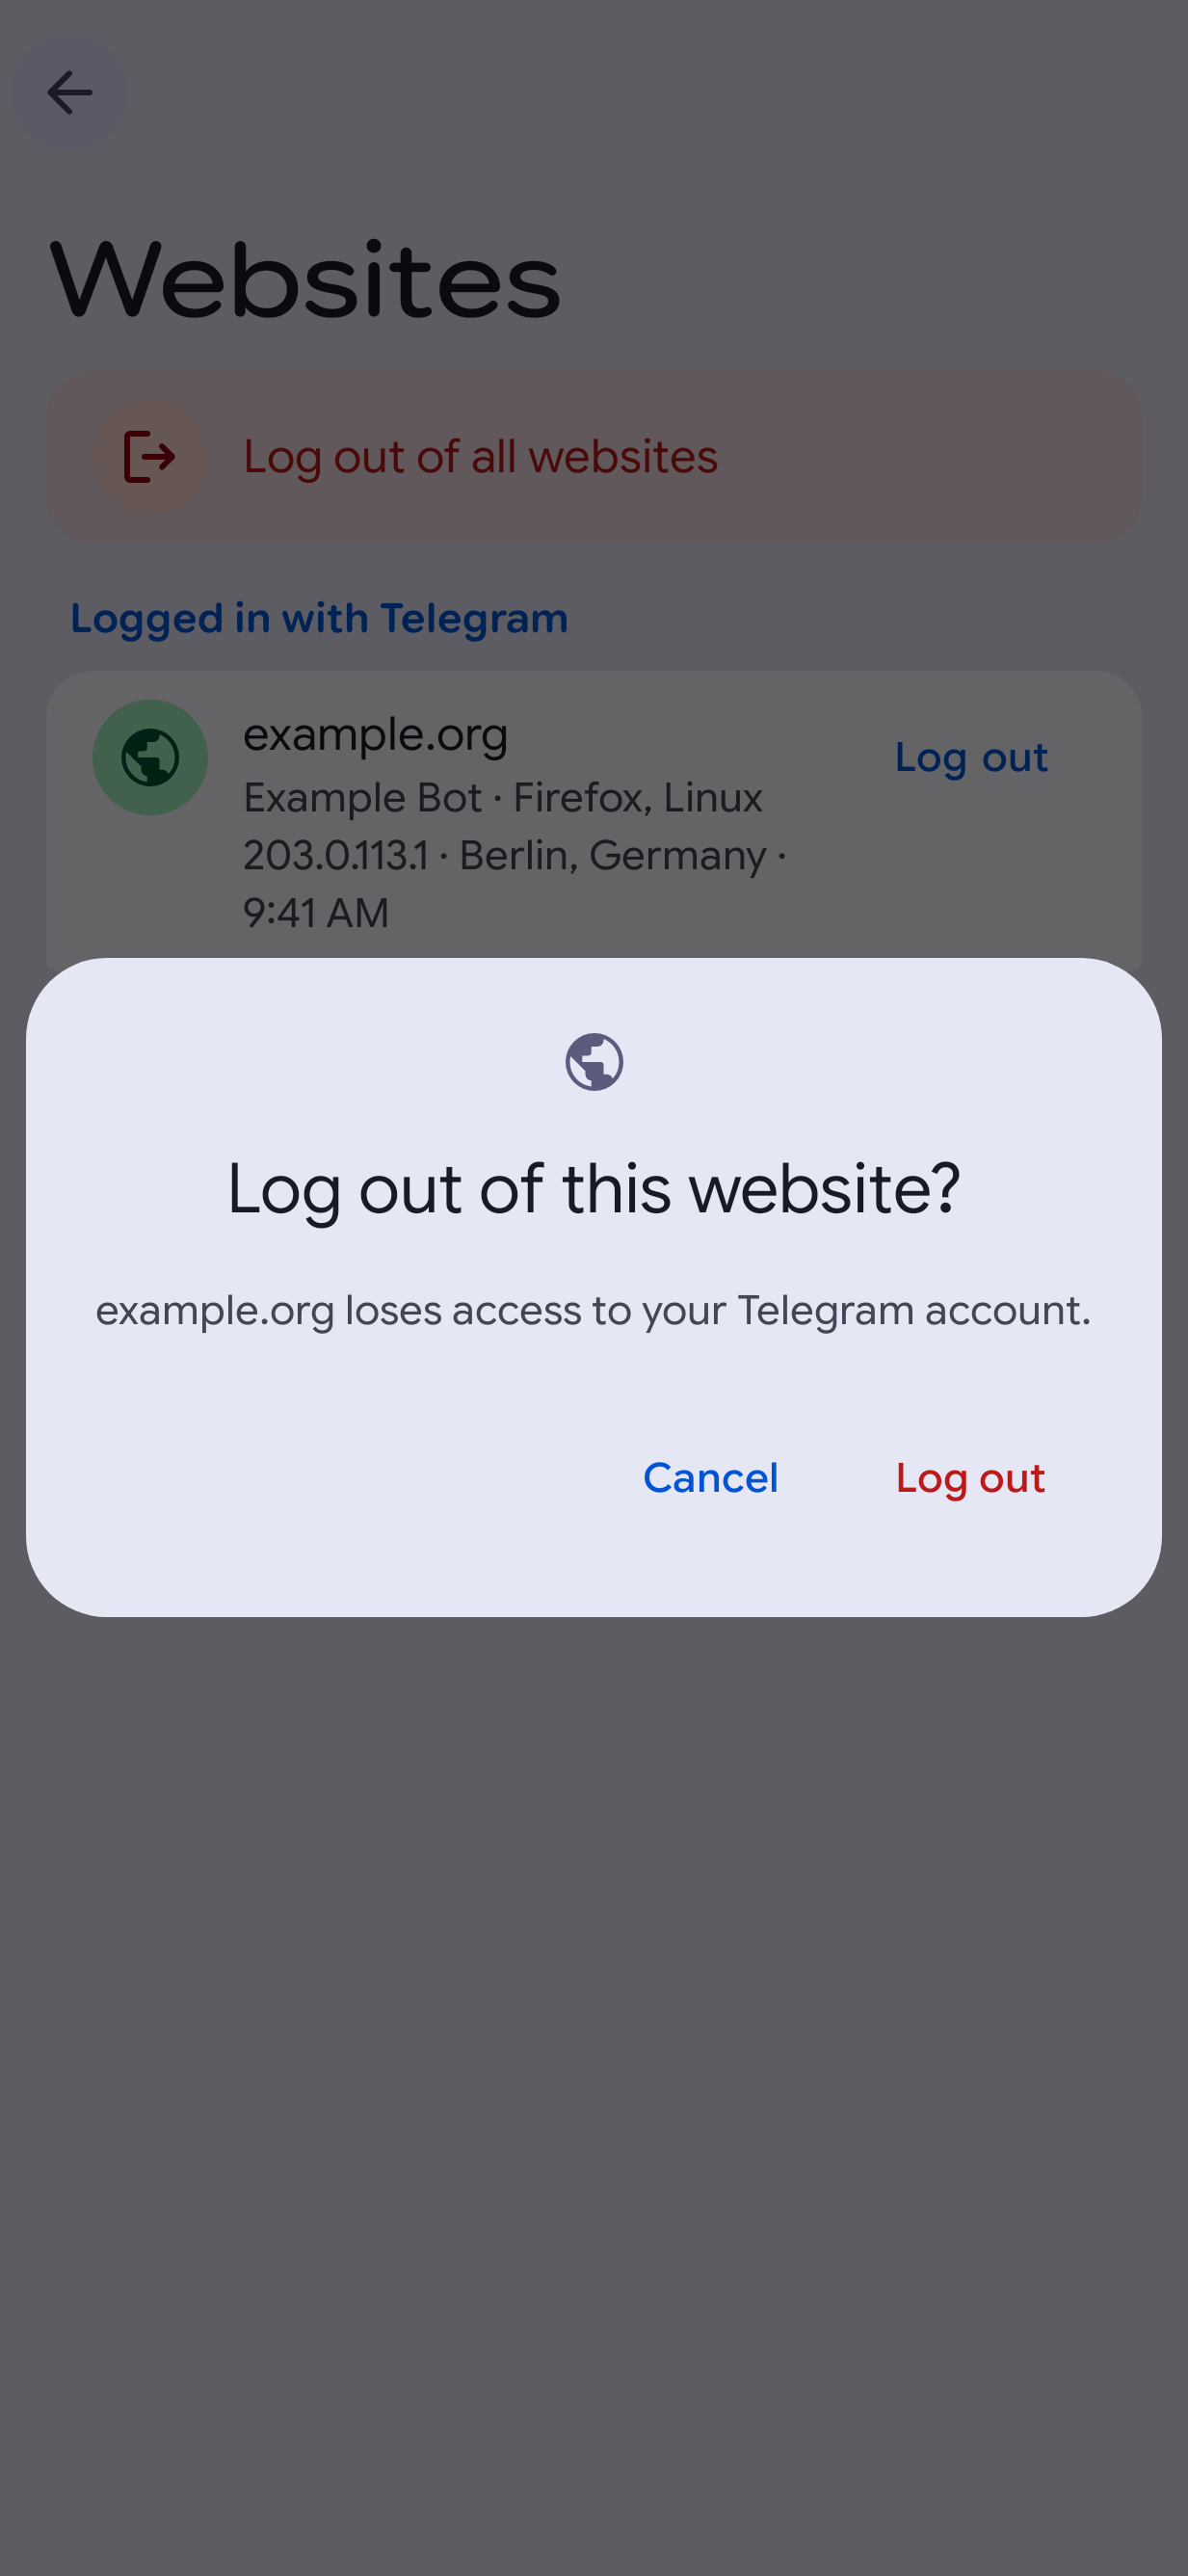 Websites
Log out of all websites
Logged in with Telegram
example.org
Log out
Example Bot · Firefox, Linux
203.0.113.1 · Berlin, Germany ·
9:41 AM
Log out of this website?
example.org loses access to your Telegram account.
Cancel
Log out